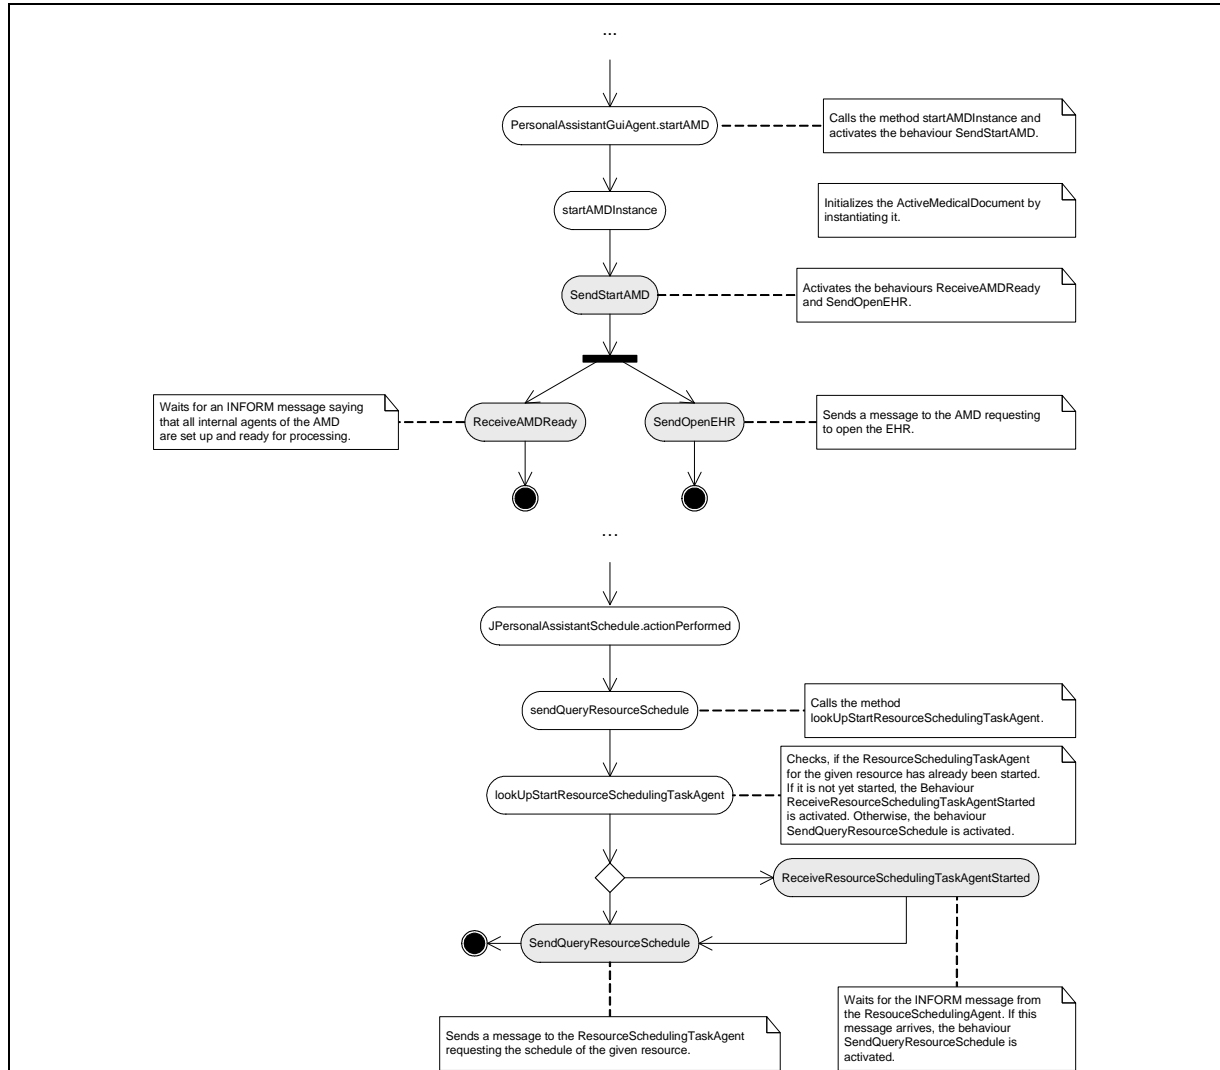 ...
PersonalAssistantGuiAgent.startAMD
Calls the method startAMDInstance and
activates the behaviour SendStartAMD.
startAMDInstance
Initializes the ActiveMedicalDocument by
instantiating it.
SendStartAMD
Activates the behaviours ReceiveAMDReady
and SendOpenEHR.
Waits for an INFORM message saying
that all internal agents of the AMD
are set up and ready for processing.
ReceiveAMDReady
SendOpenEHR
Sends a message to the AMD requesting
to open the EHR.
...
JPersonalAssistantSchedule.actionPerformed
sendQueryResourceSchedule
Calls the method
lookUpStartResourceSchedulingTaskAgent.
lookUpStartResourceSchedulingTaskAgent
Checks, if the ResourceSchedulingTaskAgent
for the given resource has already been started.
If it is not yet started, the Behaviour
ReceiveResourceSchedulingTaskAgentStarted
is activated. Otherwise, the behaviour
SendQueryResourceSchedule is activated.
ReceiveResourceSchedulingTaskAgentStarted
SendQueryResourceSchedule
Sends a message to the ResourceSchedulingTaskAgent
requesting the schedule of the given resource.
Waits for the INFORM message from
the ResouceSchedulingAgent. If this
message arrives, the behaviour
SendQueryResourceSchedule is
activated.